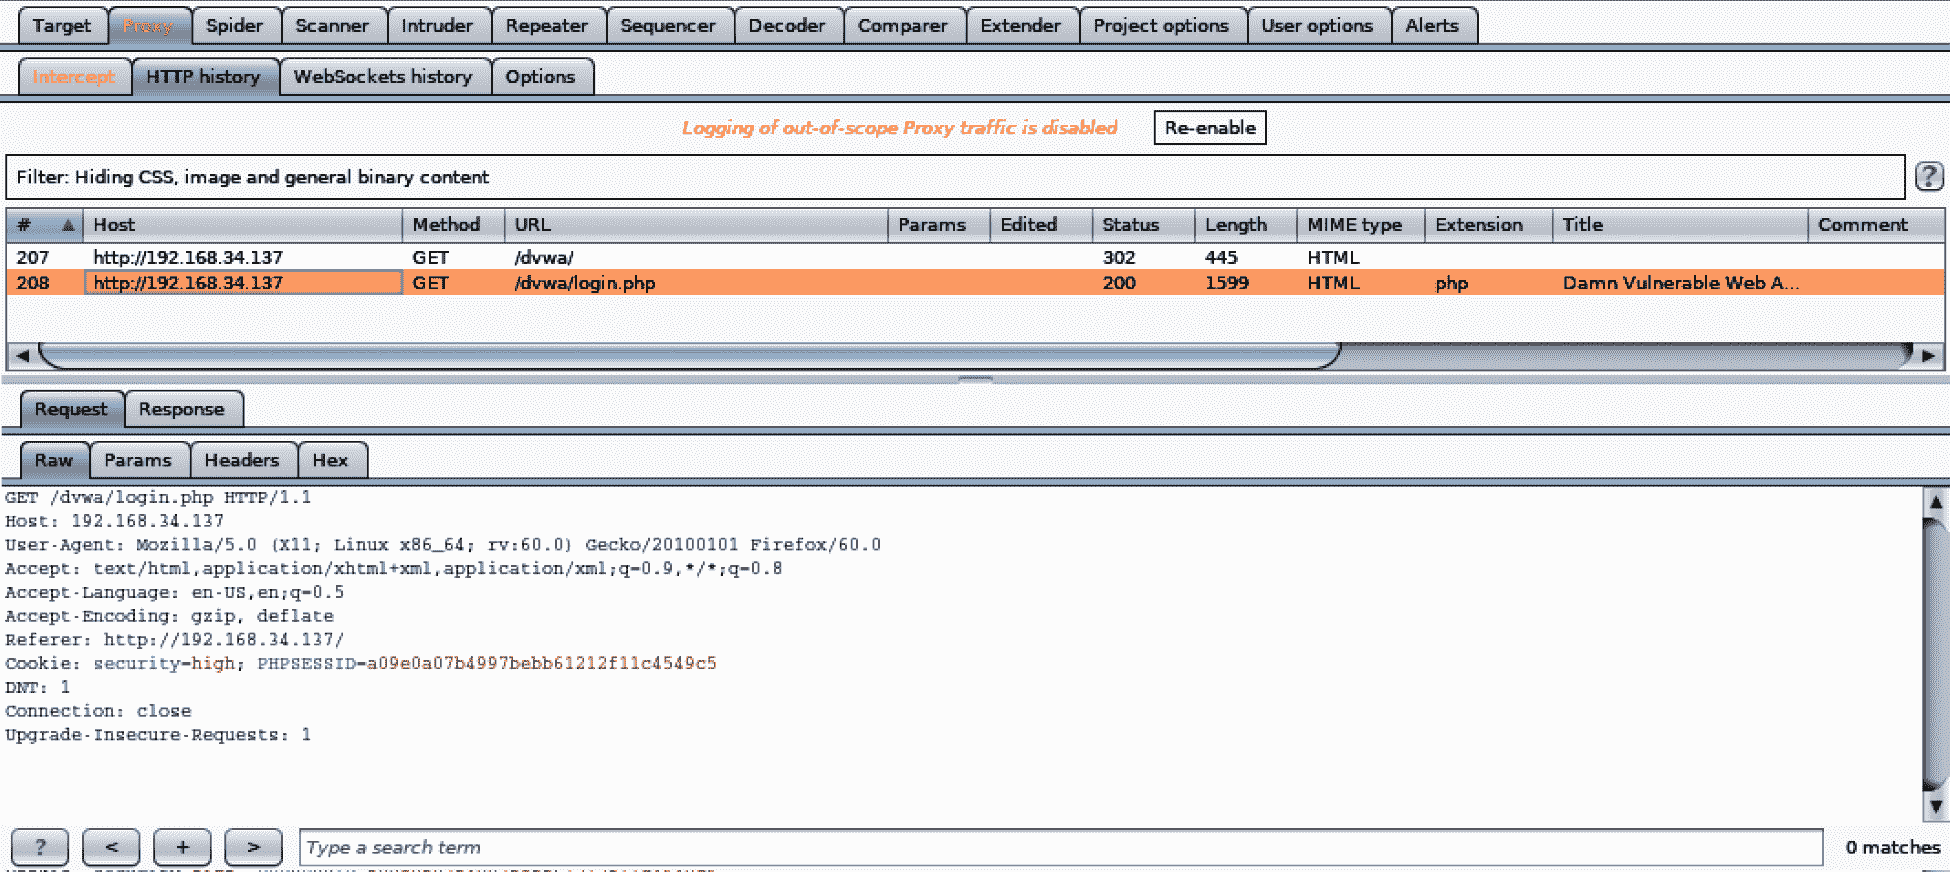 Target Proxy Spider Scanner Intruder Repeater Sequencer Decoder Comparer Extender Project options User options Alerts
Intercept HTTP history WebSockets history Options
Logging of out-of-scope Proxy traffic is disabled Re-enable
Filter: Hiding CSS, image and general binary content ?
# Host Method URL Params Edited Status Length MIME type Extension Title Comment
207 http://192.168.34.137 GET /dvwa/ 302 445 HTML
208 http://192.168.34.137 GET /dvwa/login.php 200 1599 HTML php Damn Vulnerable Web A...
Request Response
Raw Params Headers Hex
GET /dvwa/login.php HTTP/1.1
Host: 192.168.34.137
User-Agent: Mozilla/5.0 (X11; Linux x86_64; rv:60.0) Gecko/20100101 Firefox/60.0
Accept: text/html,application/xhtml+xml,application/xml;q=0.9,*/*;q=0.8
Accept-Language: en-US,en;q=0.5
Accept-Encoding: gzip, deflate
Referer: http://192.168.34.137/
Cookie: security=high; PHPSESSID=a09e0a07b4997bebb61212f11c4549c5
DNT: 1
Connection: close
Upgrade-Insecure-Requests: 1
? < + > Type a search term 0 matches